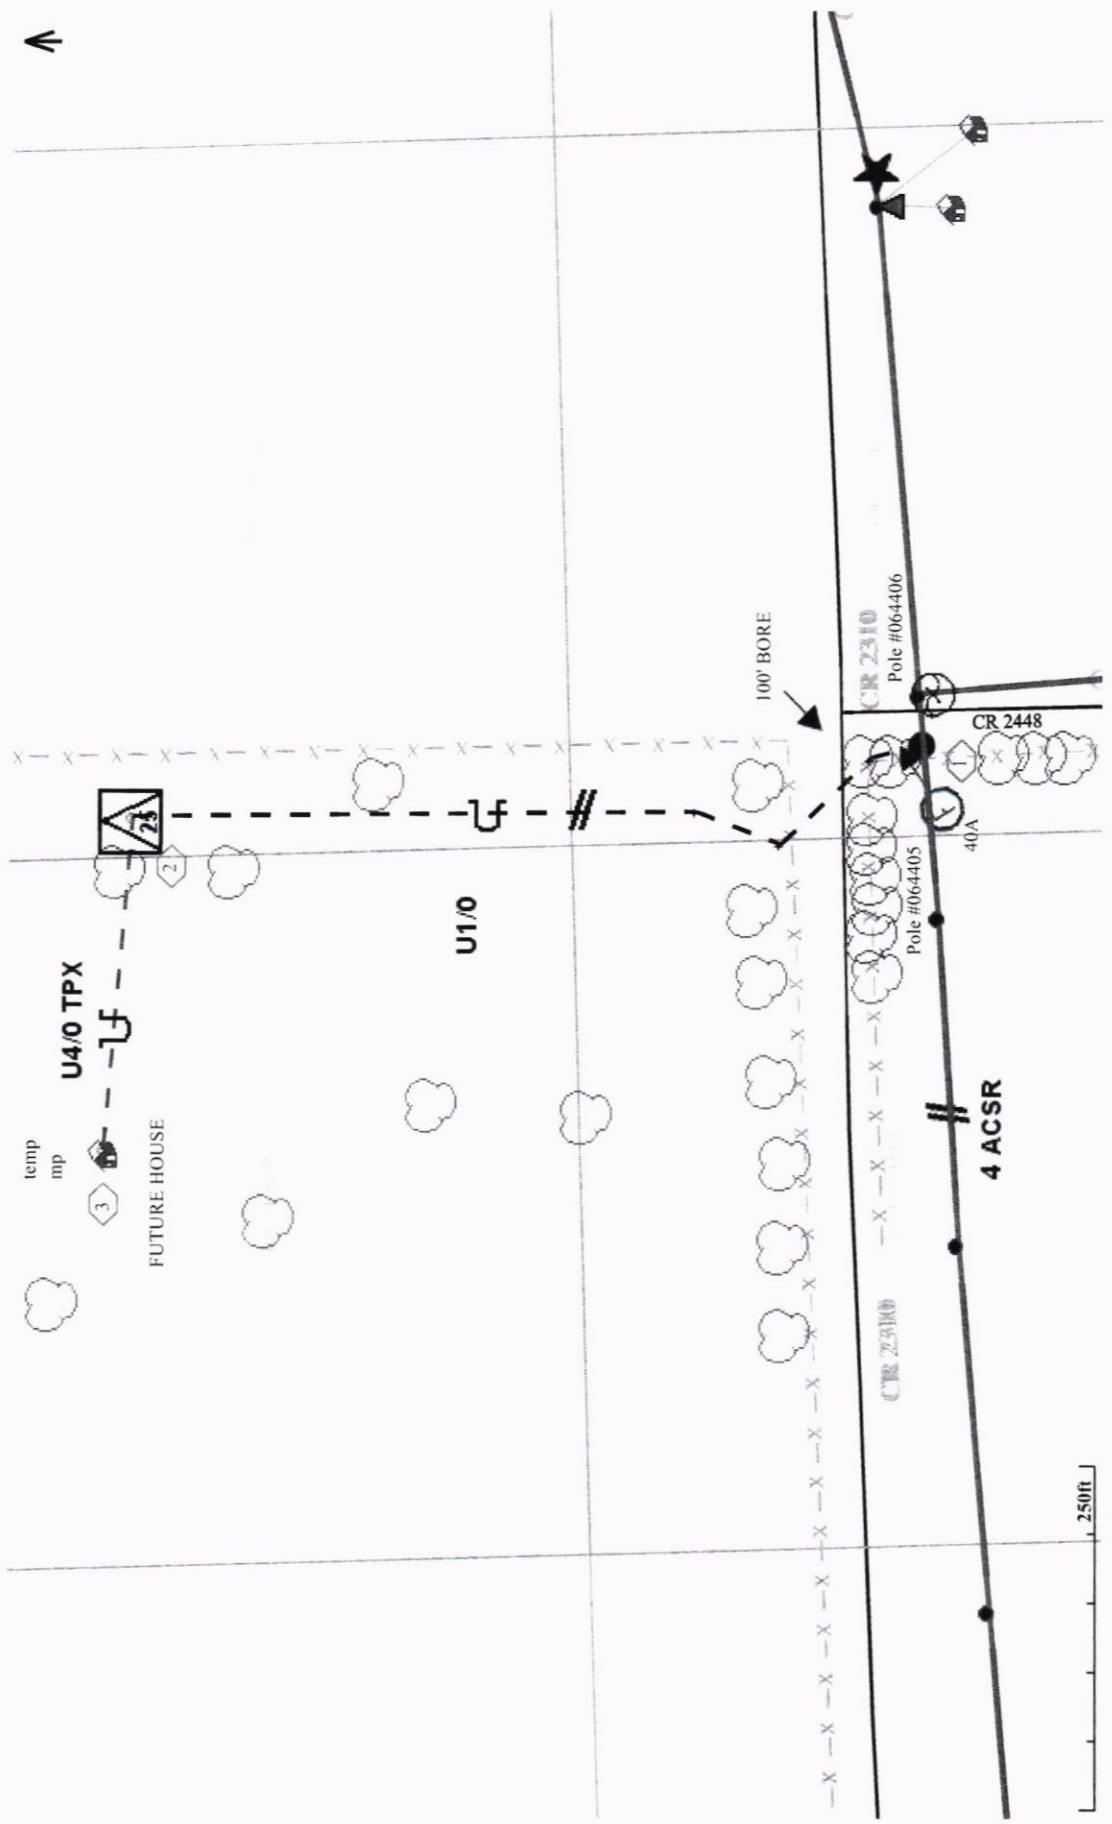 temp
mp
U4/0 TPX
3
FUTURE HOUSE
2
25
U1/0
100' BORE
CR 2310
Pole #064406
CR 2448
1
40A
Pole #064405
4 ACSR
CR 2310
250ft